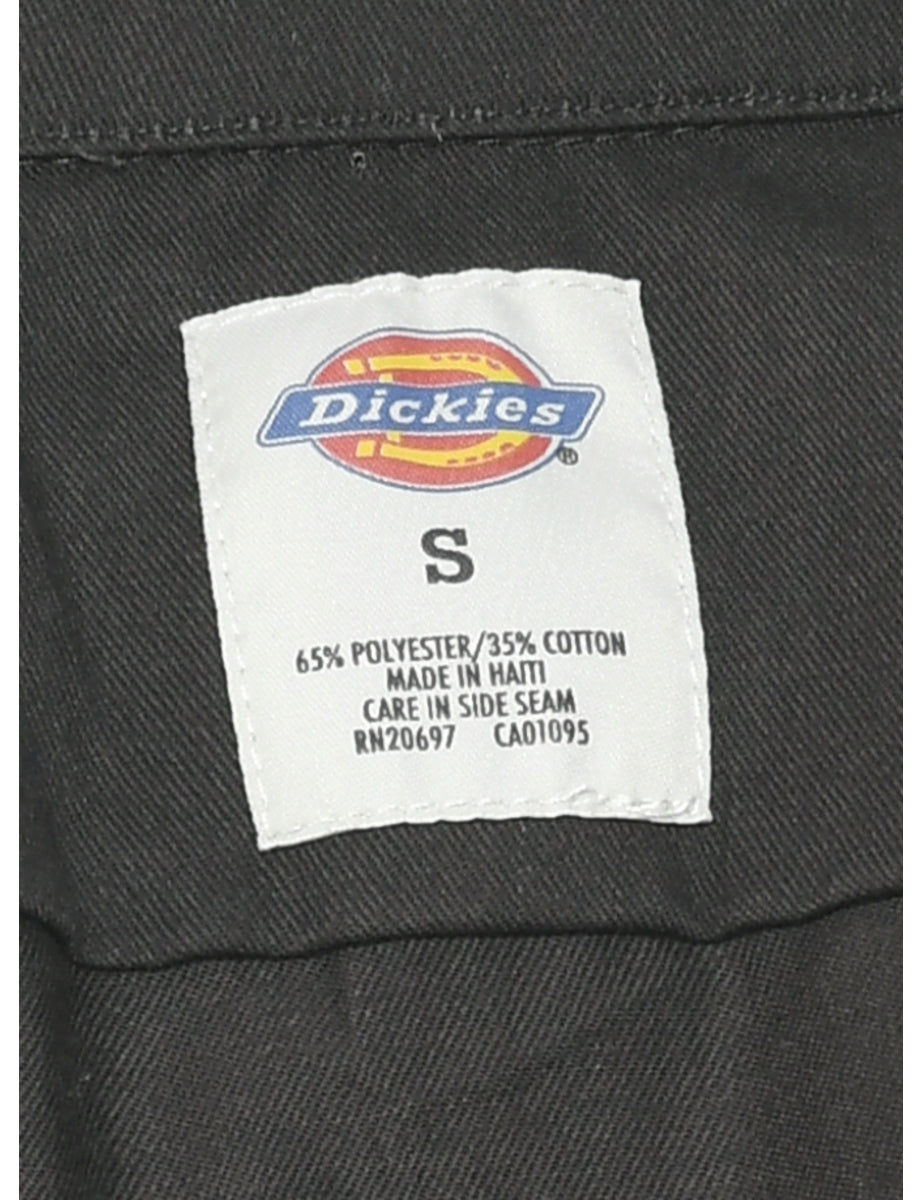 Dickies®
S
65% POLYESTER/35% COTTON
MADE IN HAITI
CARE IN SIDE SEAM
RN20697 CA01095